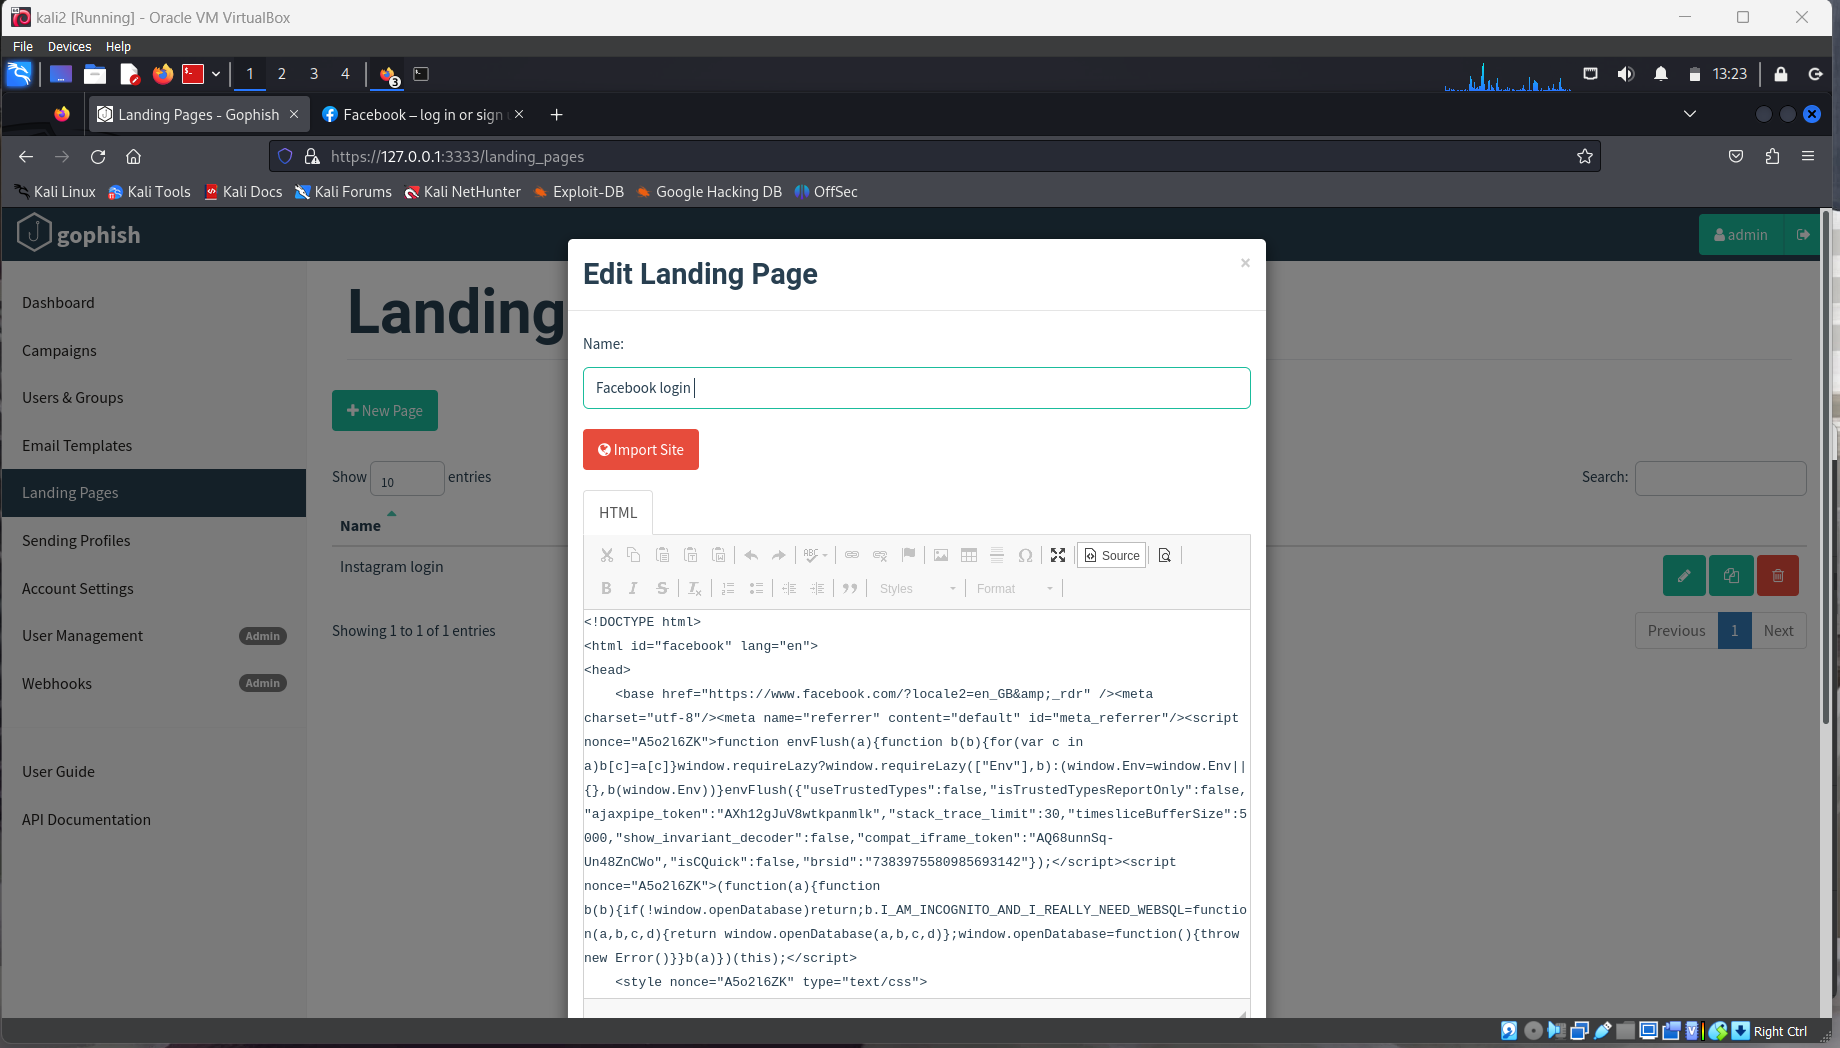 kali2 [Running] - Oracle VM VirtualBox
File Devices Help
1 2 3 4 3 13:23
Landing Pages - Gophish Facebook – log in or sign
https://127.0.0.1:3333/landing_pages
Kali Linux Kali Tools Kali Docs Kali Forums Kali NetHunter Exploit-DB Google Hacking DB OffSec
gophish
admin
Dashboard
Campaigns
Users & Groups
Email Templates
Landing Pages
Sending Profiles
Account Settings
User Management Admin
Webhooks Admin
User Guide
API Documentation
Landing
New Page
Show 10 entries
Search:
Name
Instagram login
Showing 1 to 1 of 1 entries
Previous 1 Next
Edit Landing Page
×
Name:
Facebook login
Import Site
HTML
ABC
Source
Styles Format
<!DOCTYPE html>
<html id="facebook" lang="en">
<head>
<base href="https://www.facebook.com/?locale2=en_GB&amp;_rdr" /><meta
charset="utf-8"/><meta name="referrer" content="default" id="meta_referrer"/><script
nonce="A5o2l6ZK">function envFlush(a){function b(b){for(var c in
a)b[c]=a[c]}window.requireLazy?window.requireLazy(["Env"],b):(window.Env=window.Env||
{},b(window.Env))}envFlush({"useTrustedTypes":false,"isTrustedTypesReportOnly":false,
"ajaxpipe_token":"AXh12gJuV8wtkpanmlk","stack_trace_limit":30,"timesliceBufferSize":5
000,"show_invariant_decoder":false,"compat_iframe_token":"AQ68unnSq-
Un48ZnCWo","isCQuick":false,"brsid":"7383975580985693142"});</script><script
nonce="A5o2l6ZK">(function(a){function
b(b){if(!window.openDatabase)return;b.I_AM_INCOGNITO_AND_I_REALLY_NEED_WEBSQL=functio
n(a,b,c,d){return window.openDatabase(a,b,c,d)};window.openDatabase=function(){throw
new Error()}}b(a)})(this);</script>
<style nonce="A5o2l6ZK" type="text/css">
Right Ctrl